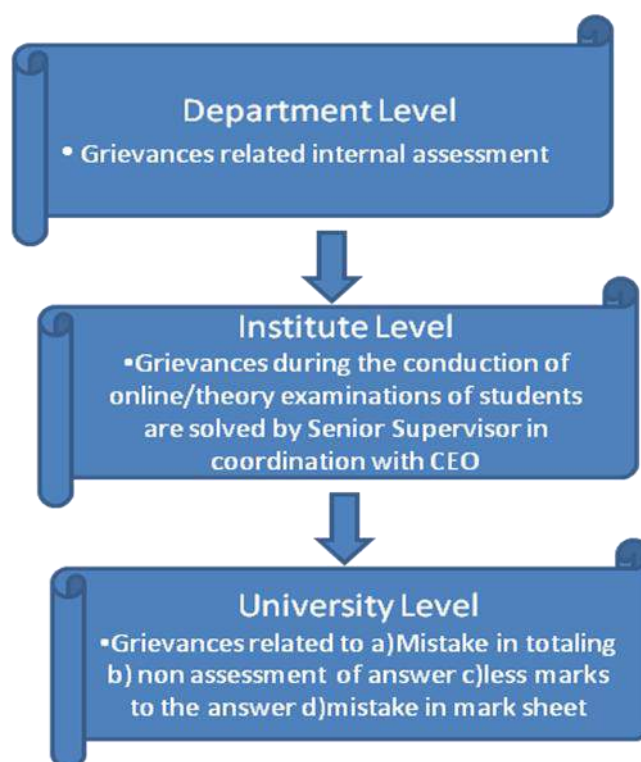 Department Level
• Grievances related internal assessment
Institute Level
▪Grievances during the conduction of
online/theory examinations of students
are solved by Senior Supervisor in
coordination with CEO
University Level
▪Grievances related to a)Mistake in totaling
b) non assessment of answer c)less marks
to the answer d)mistake in mark sheet